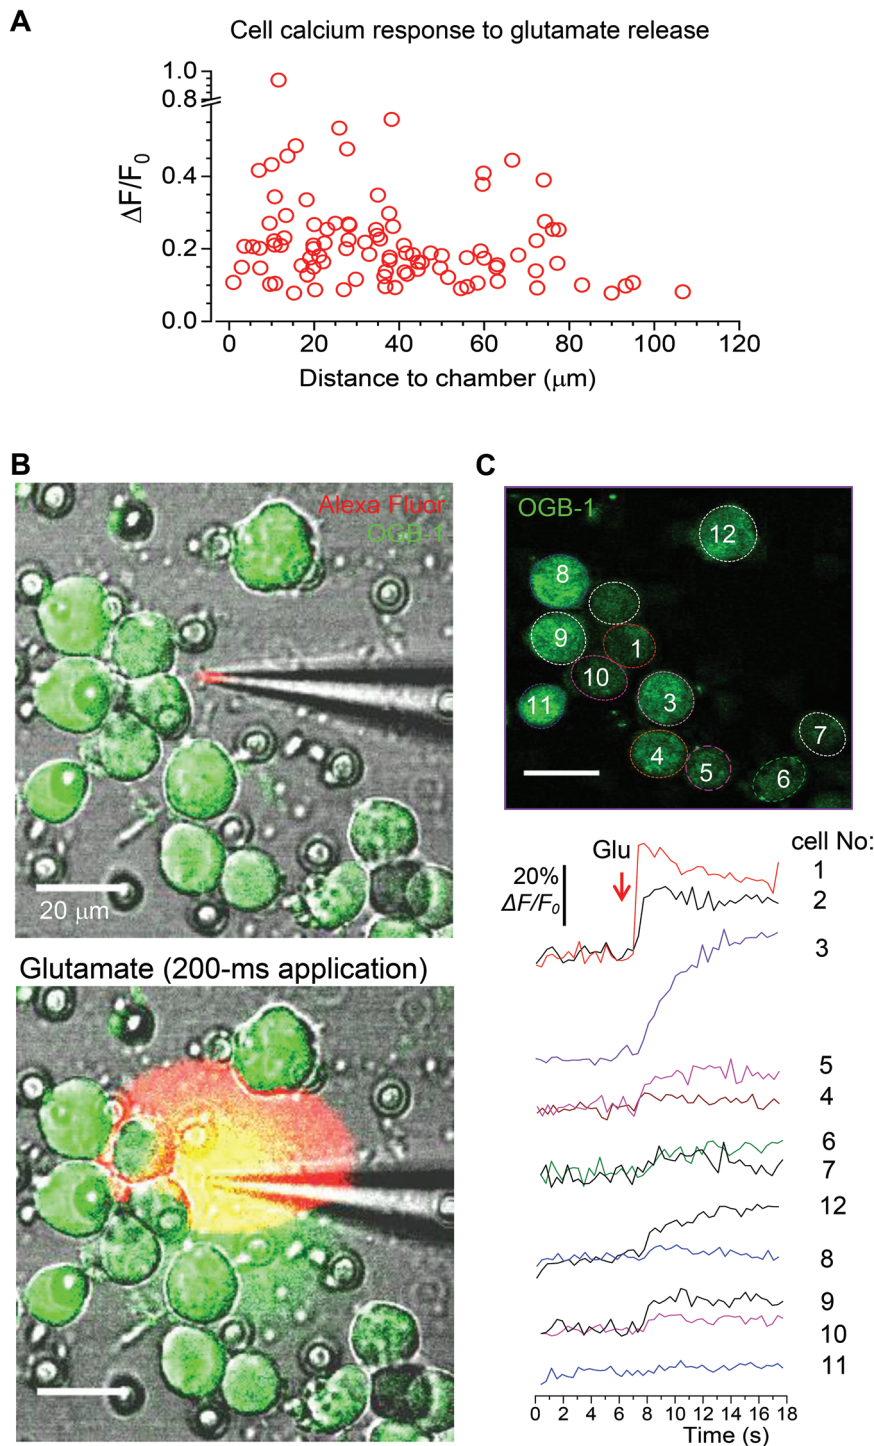 A
Cell calcium response to glutamate release
1.0
0.8
0.4
0.2
0.0
ΔF/F0
0 20 40 60 80 100 120
Distance to chamber (μm)
B
Alexa Fluor
OGB-1
20 μm
Glutamate (200-ms application)
C
OGB-1
12
8
9
1
10
11
3
7
4
5
6
cell No:
Glu
20%
ΔF/F0
1
2
3
5
4
6
7
12
8
9
10
11
0 2 4 6 8 10 12 14 16 18
Time (s)